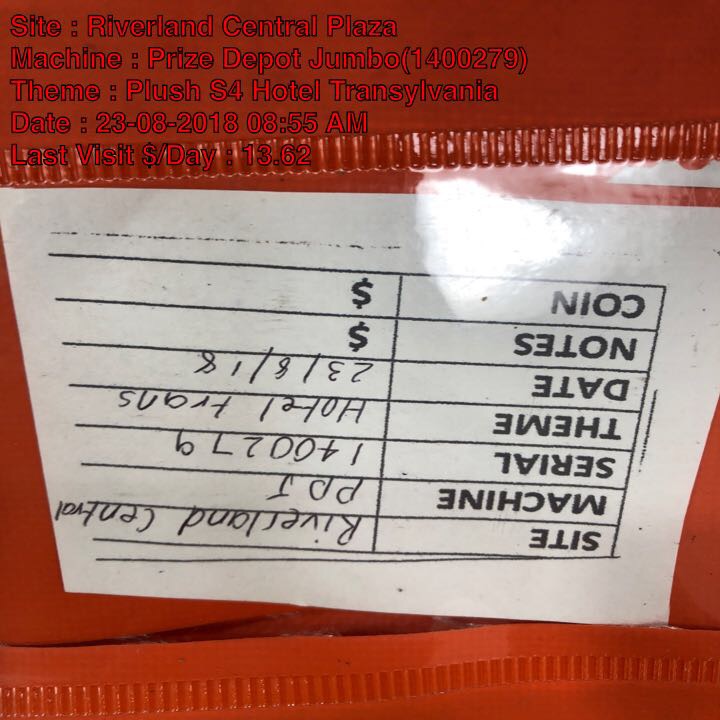 Site : Riverland Central Plaza
Machine : Prize Depot Jumbo(1400279)
Theme : Plush S4 Hotel Transylvania
Date : 23-08-2018 08:55 AM
Last Visit $/Day : 13.62
SITE Riverland Central
MACHINE PDJ
SERIAL 1400279
THEME Hotel trans
DATE 23/8/18
NOTES $
COIN $